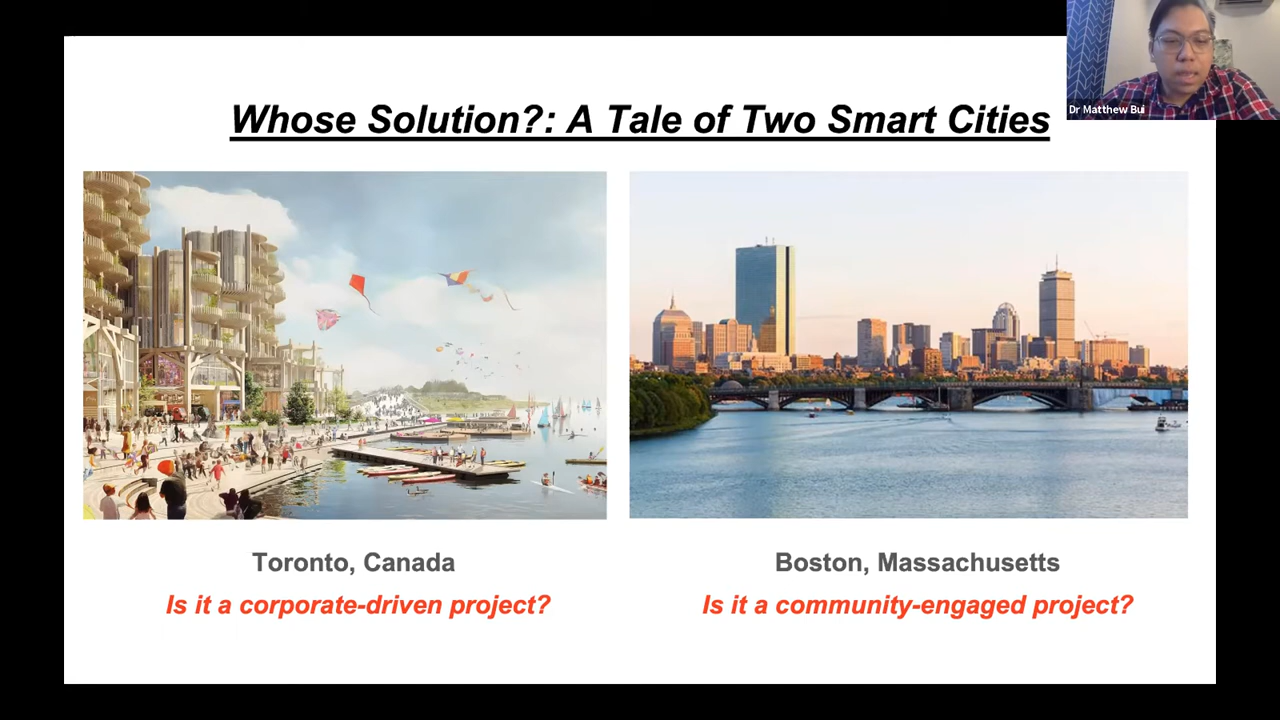 Whose Solution?: A Tale of Two Smart Cities
Dr Matthew Bui
Toronto, Canada
Boston, Massachusetts
Is it a corporate-driven project?
Is it a community-engaged project?